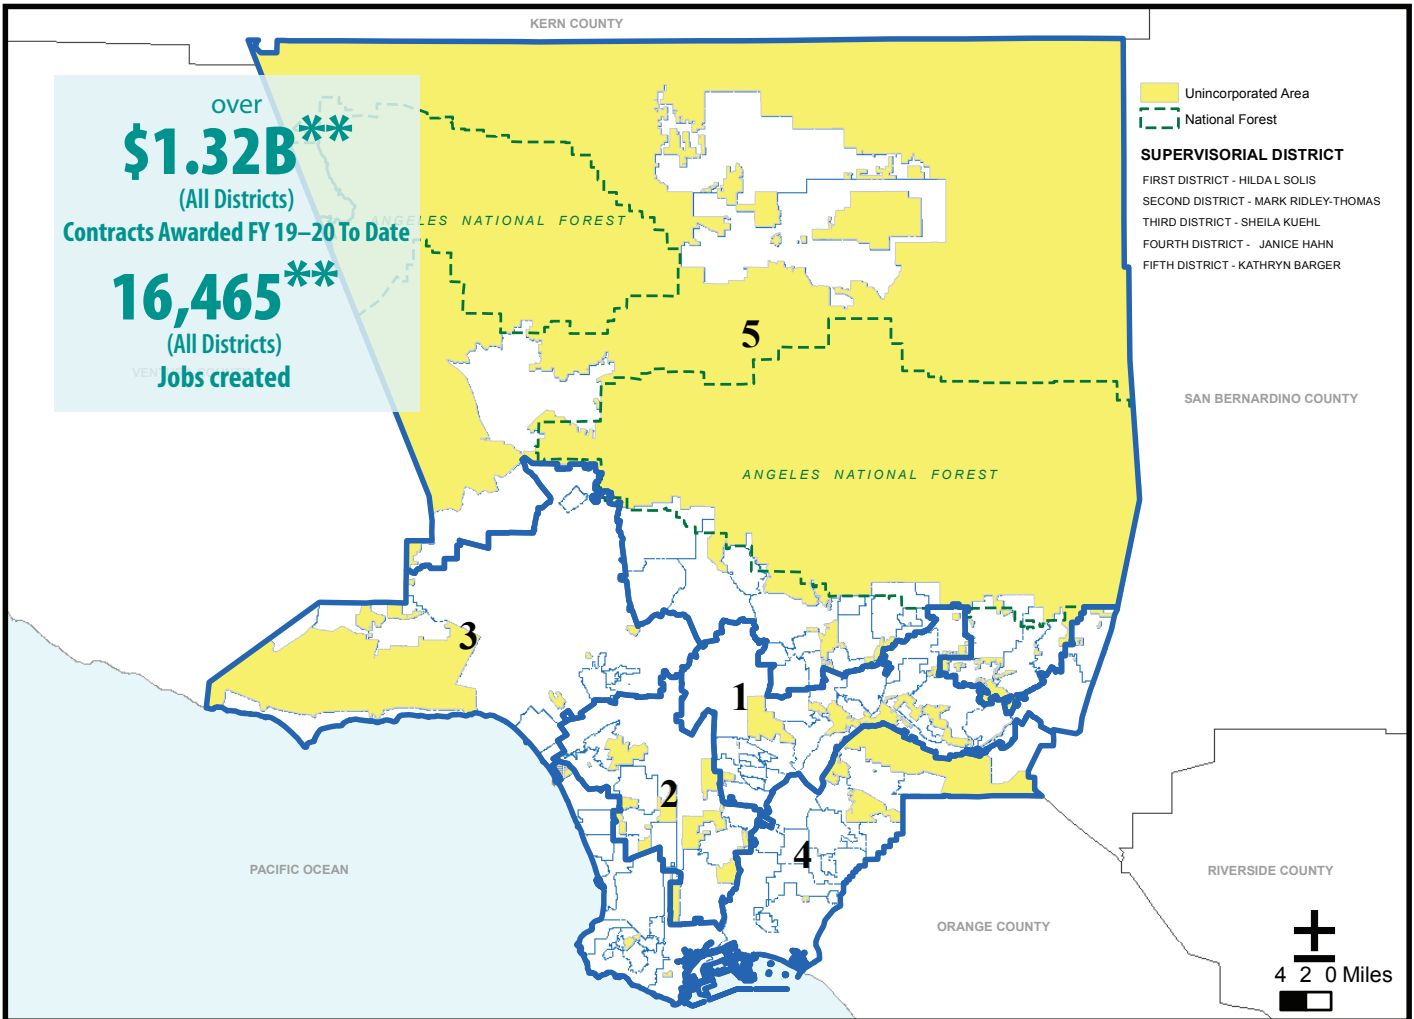 KERN COUNTY
over
$1.32B**
(All Districts)
Contracts Awarded FY 19–20 To Date
16,465**
(All Districts)
Jobs created
VENTURA COUNTY
Unincorporated Area
National Forest
SUPERVISORIAL DISTRICT
FIRST DISTRICT - HILDA L SOLIS
SECOND DISTRICT - MARK RIDLEY-THOMAS
THIRD DISTRICT - SHEILA KUEHL
FOURTH DISTRICT - JANICE HAHN
FIFTH DISTRICT - KATHRYN BARGER
ANGELES NATIONAL FOREST
5
SAN BERNARDINO COUNTY
ANGELES NATIONAL FOREST
3
1
2
4
PACIFIC OCEAN
RIVERSIDE COUNTY
ORANGE COUNTY
4 2 0 Miles